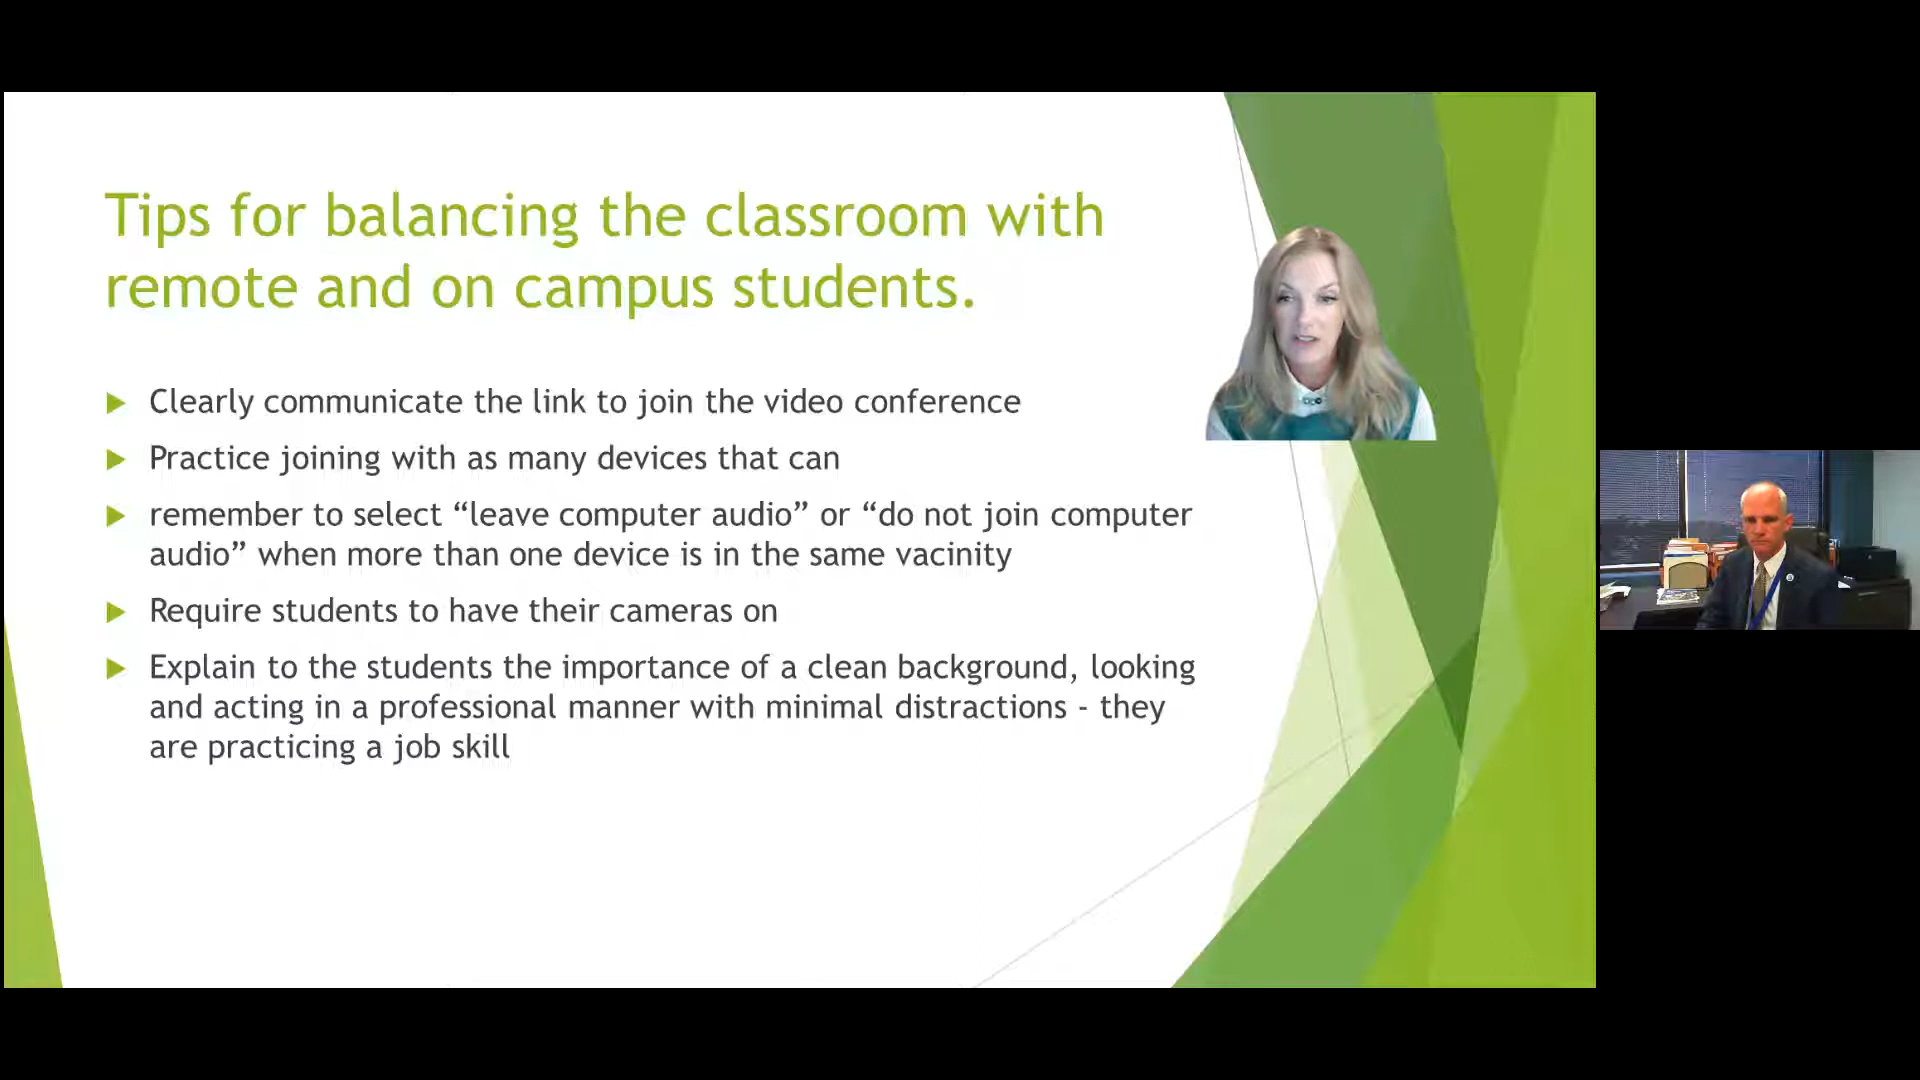 Tips for balancing the classroom with
remote and on campus students.
Clearly communicate the link to join the video conference
Practice joining with as many devices that can
remember to select “leave computer audio” or “do not join computer
audio” when more than one device is in the same vacinity
Require students to have their cameras on
Explain to the students the importance of a clean background, looking
and acting in a professional manner with minimal distractions - they
are practicing a job skill